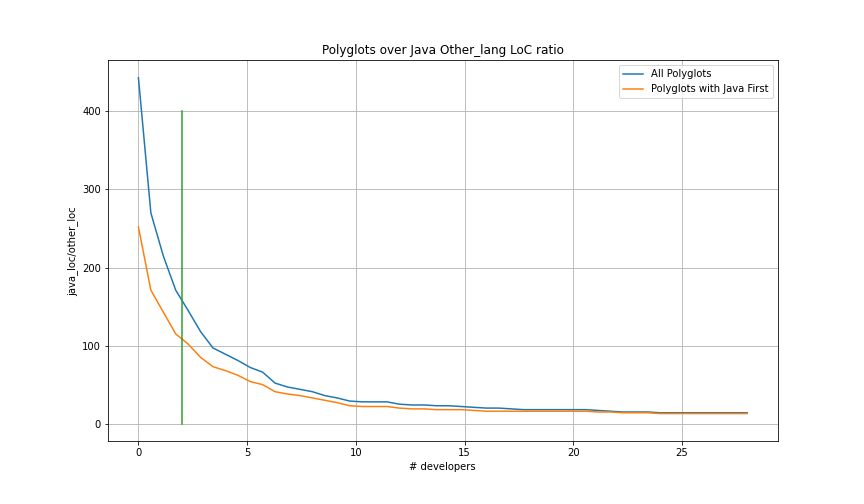 Polyglots over Java Other_lang LoC ratio
All Polyglots
Polyglots with Java First
400
300
200
100
0
java_loc/other_loc
0 5 10 15 20 25
# developers